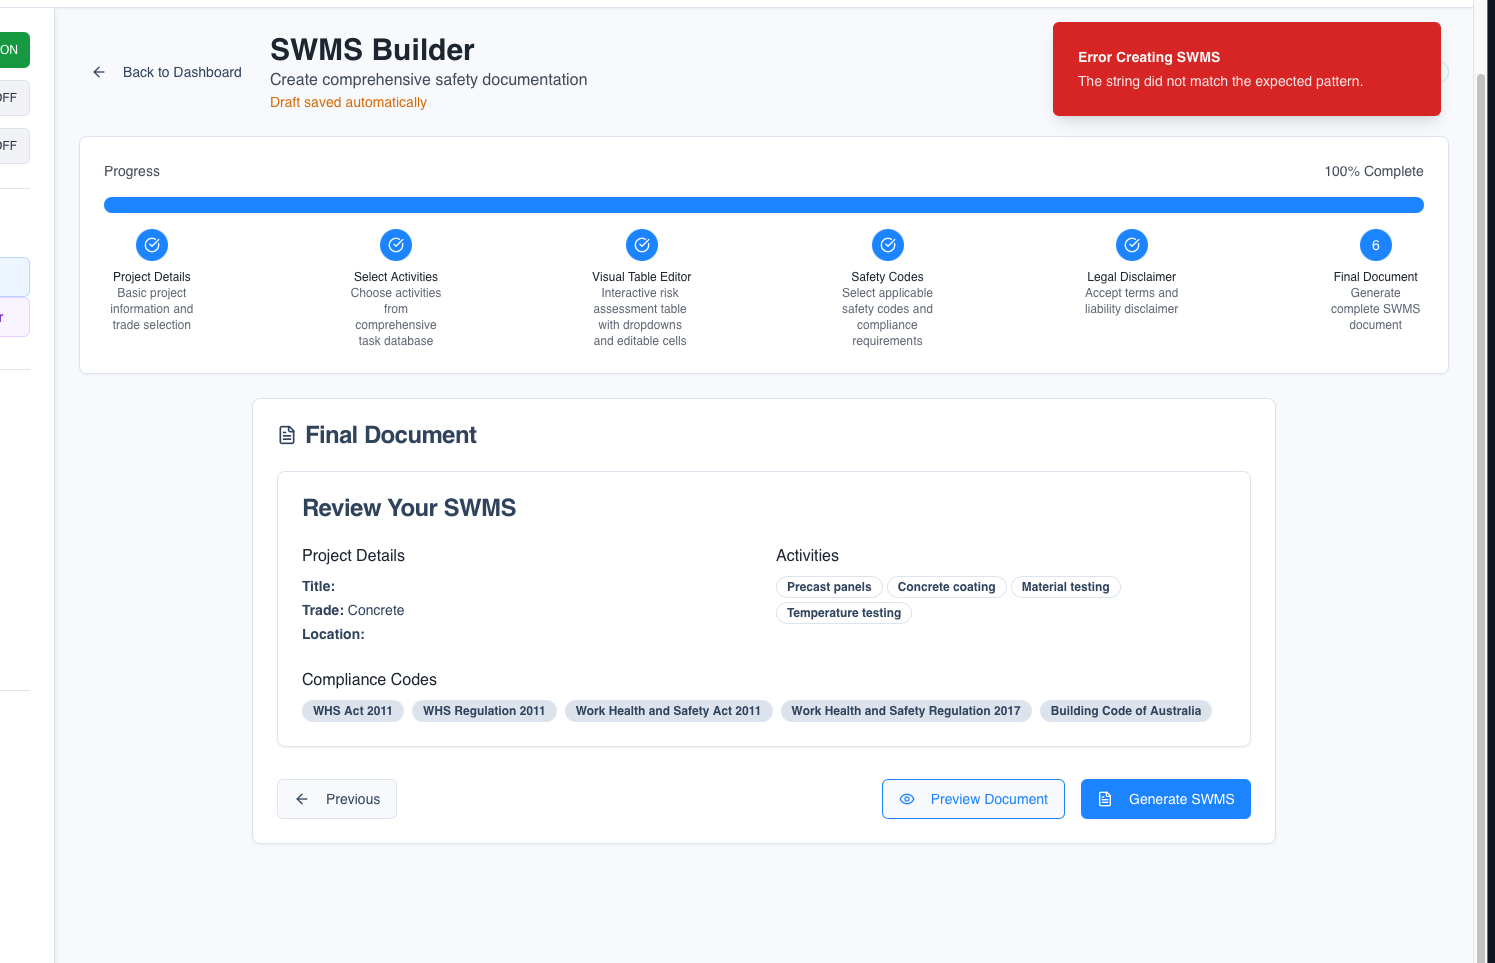 ON
OFF
OFF
r
Back to Dashboard
SWMS Builder
Create comprehensive safety documentation
Draft saved automatically
Error Creating SWMS
The string did not match the expected pattern.
Progress
100% Complete
Project Details
Basic project
information and
trade selection
Select Activities
Choose activities
from
comprehensive
task database
Visual Table Editor
Interactive risk
assessment table
with dropdowns
and editable cells
Safety Codes
Select applicable
safety codes and
compliance
requirements
Legal Disclaimer
Accept terms and
liability disclaimer
6
Final Document
Generate
complete SWMS
document
Final Document
Review Your SWMS
Project Details
Title:
Trade: Concrete
Location:
Activities
Precast panels Concrete coating Material testing
Temperature testing
Compliance Codes
WHS Act 2011 WHS Regulation 2011 Work Health and Safety Act 2011 Work Health and Safety Regulation 2017 Building Code of Australia
Previous
Preview Document
Generate SWMS